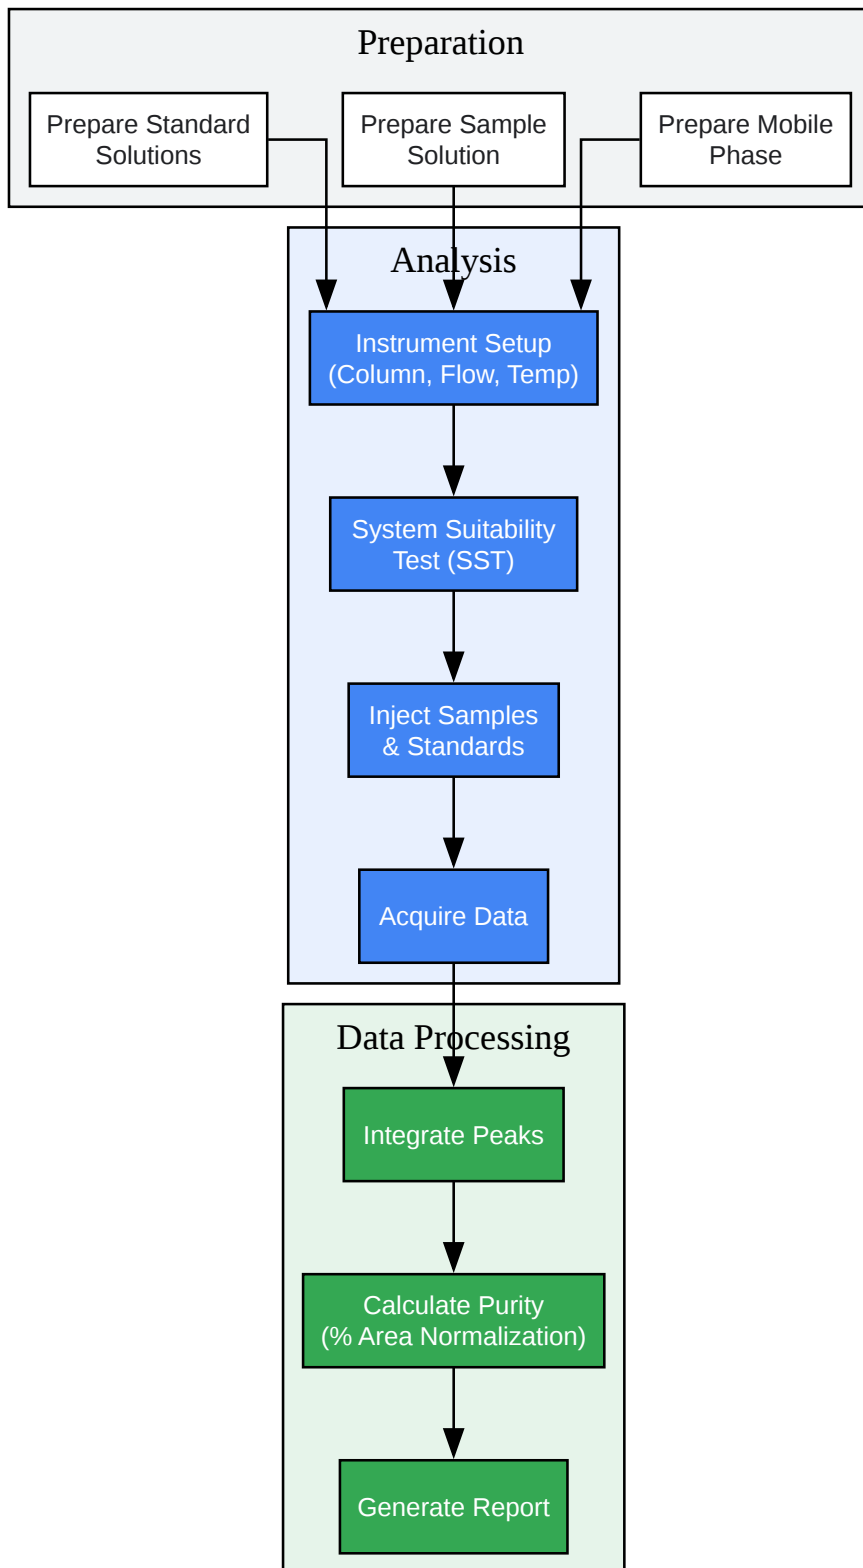 Preparation
Prepare Standard
Solutions
Prepare Sample
Solution
Prepare Mobile
Phase
Analysis
Instrument Setup
(Column, Flow, Temp)
System Suitability
Test (SST)
Inject Samples
& Standards
Acquire Data
Data Processing
Integrate Peaks
Calculate Purity
(% Area Normalization)
Generate Report